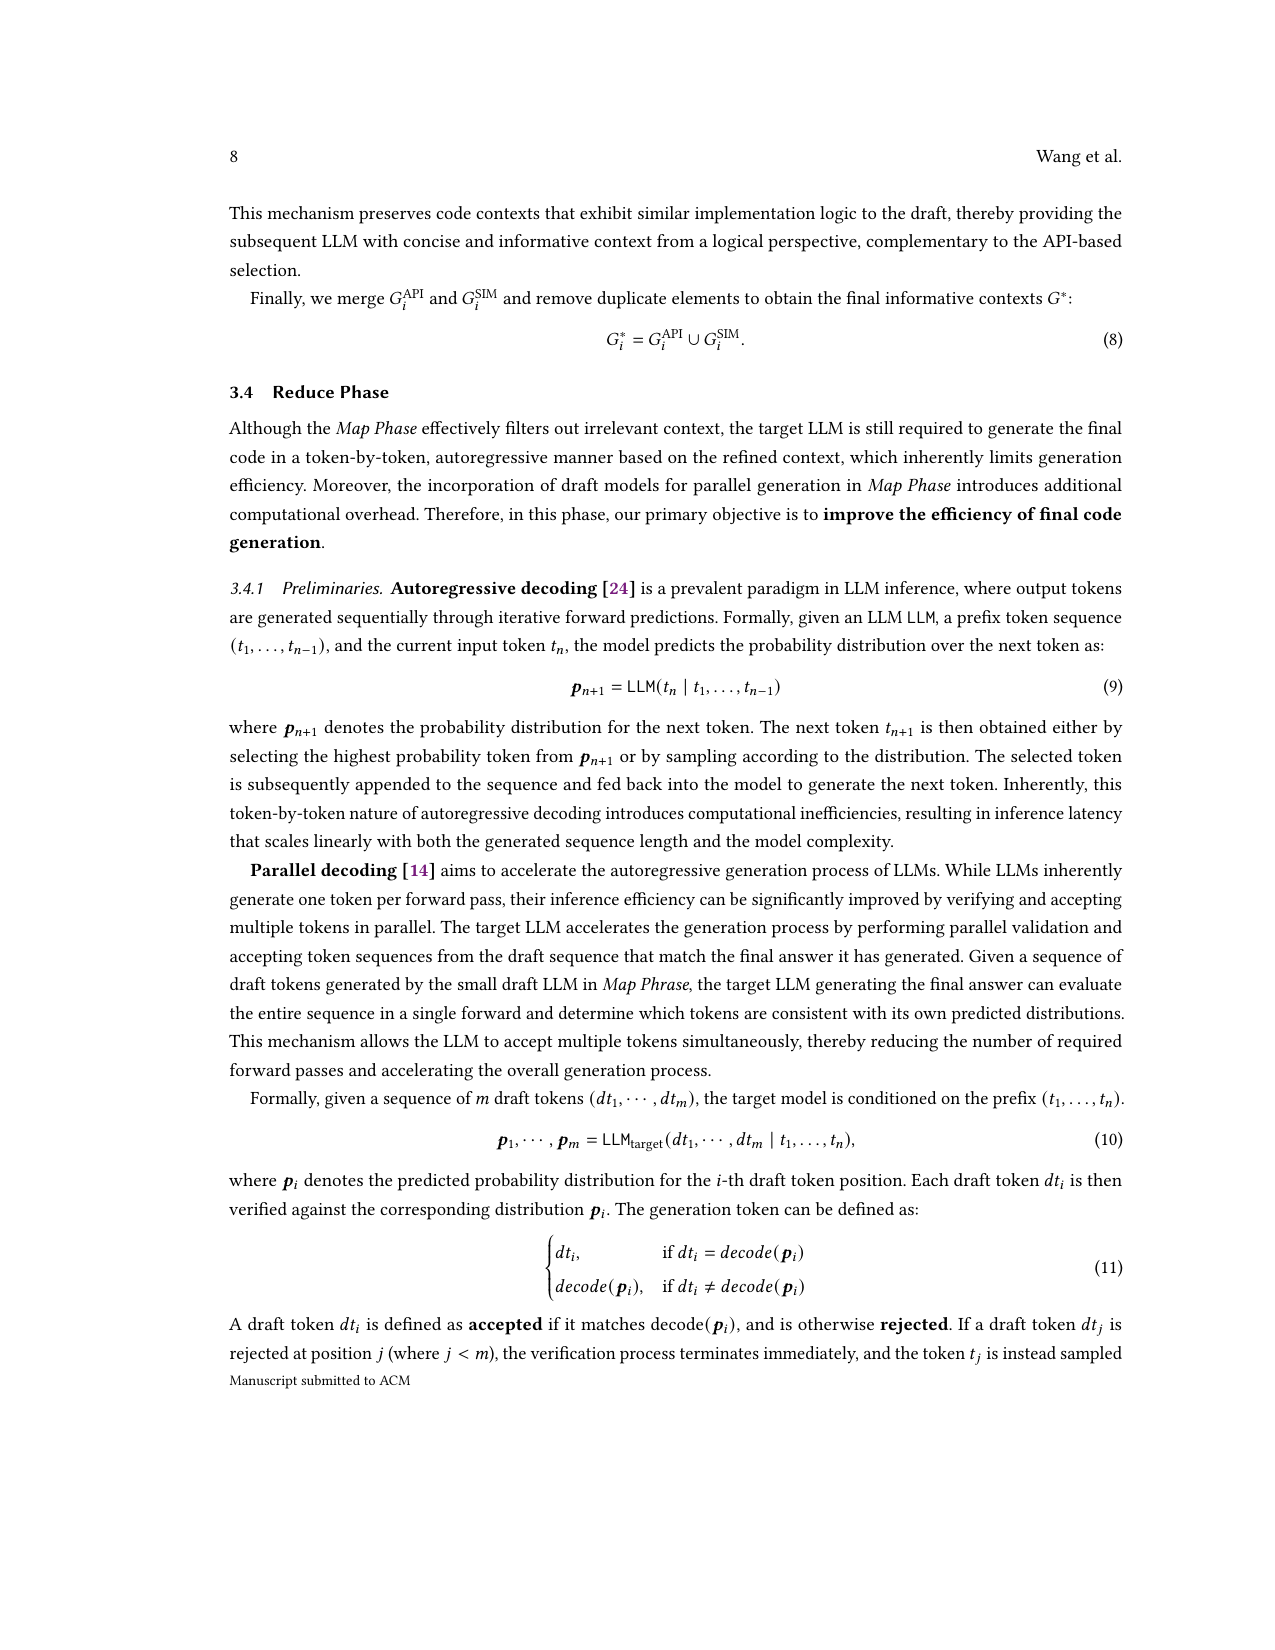 8 Wang et al.
This mechanism preserves code contexts that exhibit similar implementation logic to the draft, thereby providing the
subsequent LLM with concise and informative context from a logical perspective, complementary to the API-based
selection.
Finally, we merge G_i^API and G_i^SIM and remove duplicate elements to obtain the final informative contexts G*:
G_i^* = G_i^API ∪ G_i^SIM. (8)
3.4 Reduce Phase
Although the Map Phase effectively filters out irrelevant context, the target LLM is still required to generate the final
code in a token-by-token, autoregressive manner based on the refined context, which inherently limits generation
efficiency. Moreover, the incorporation of draft models for parallel generation in Map Phase introduces additional
computational overhead. Therefore, in this phase, our primary objective is to improve the efficiency of final code
generation.
3.4.1 Preliminaries. Autoregressive decoding [24] is a prevalent paradigm in LLM inference, where output tokens
are generated sequentially through iterative forward predictions. Formally, given an LLM LLM, a prefix token sequence
(t_1, . . . , t_{n−1}), and the current input token t_n, the model predicts the probability distribution over the next token as:
p_{n+1} = LLM(t_n | t_1, . . . , t_{n−1}) (9)
where p_{n+1} denotes the probability distribution for the next token. The next token t_{n+1} is then obtained either by
selecting the highest probability token from p_{n+1} or by sampling according to the distribution. The selected token
is subsequently appended to the sequence and fed back into the model to generate the next token. Inherently, this
token-by-token nature of autoregressive decoding introduces computational inefficiencies, resulting in inference latency
that scales linearly with both the generated sequence length and the model complexity.
Parallel decoding [14] aims to accelerate the autoregressive generation process of LLMs. While LLMs inherently
generate one token per forward pass, their inference efficiency can be significantly improved by verifying and accepting
multiple tokens in parallel. The target LLM accelerates the generation process by performing parallel validation and
accepting token sequences from the draft sequence that match the final answer it has generated. Given a sequence of
draft tokens generated by the small draft LLM in Map Phrase, the target LLM generating the final answer can evaluate
the entire sequence in a single forward and determine which tokens are consistent with its own predicted distributions.
This mechanism allows the LLM to accept multiple tokens simultaneously, thereby reducing the number of required
forward passes and accelerating the overall generation process.
Formally, given a sequence of m draft tokens (dt_1, · · · , dt_m), the target model is conditioned on the prefix (t_1, . . . , t_n).
p_1, · · · , p_m = LLM_target(dt_1, · · · , dt_m | t_1, . . . , t_n), (10)
where p_i denotes the predicted probability distribution for the i-th draft token position. Each draft token dt_i is then
verified against the corresponding distribution p_i. The generation token can be defined as:
dt_i, if dt_i = decode(p_i)
decode(p_i), if dt_i ≠ decode(p_i) (11)
A draft token dt_i is defined as accepted if it matches decode(p_i), and is otherwise rejected. If a draft token dt_j is
rejected at position j (where j < m), the verification process terminates immediately, and the token t_j is instead sampled
Manuscript submitted to ACM